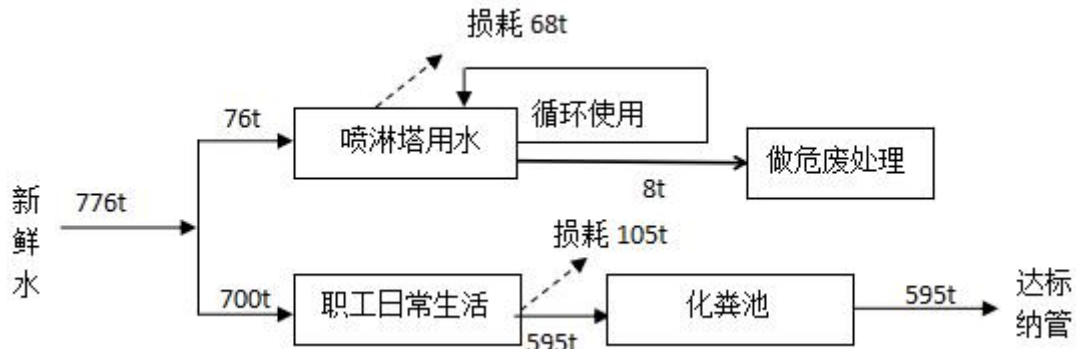 损耗 68t
76t
喷淋塔用水
循环使用
8t
做危废处理
新鲜水
776t
损耗 105t
700t
职工日常生活
595t
化粪池
595t
达标
纳管